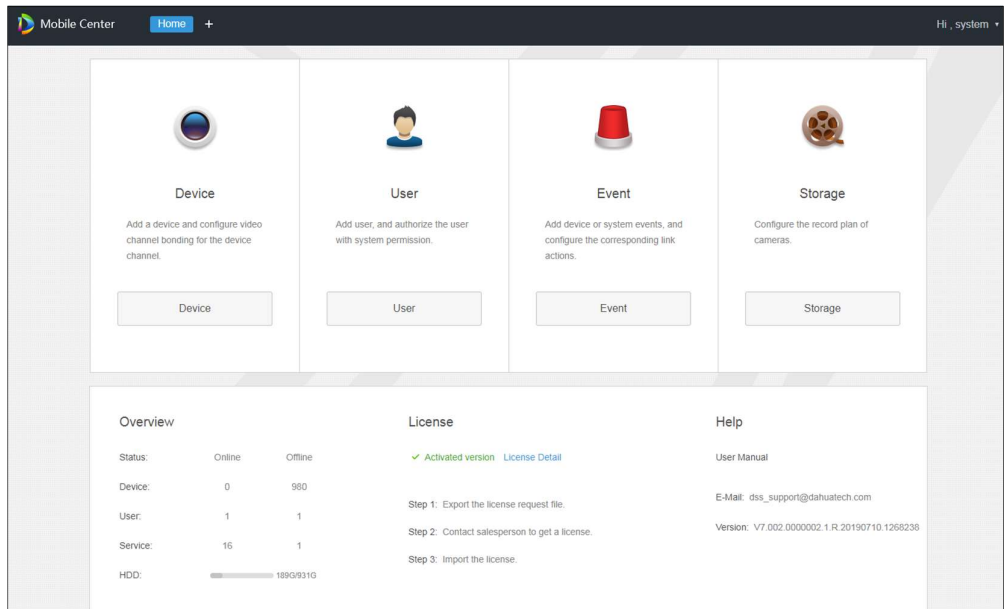 Mobile Center Home + Hi , system
Device
Add a device and configure video
channel bonding for the device
channel.
Device
User
Add user, and authorize the user
with system permission.
User
Event
Add device or system events, and
configure the corresponding link
actions.
Event
Storage
Configure the record plan of
cameras.
Storage
Overview
Status: Online Offline
Device: 0 980
User: 1 1
Service: 16 1
HDD: 189G/931G
License
Activated version License Detail
Step 1: Export the license request file.
Step 2: Contact salesperson to get a license.
Step 3: Import the license.
Help
User Manual
E-Mail: dss_support@dahuatech.com
Version: V7.002.0000002.1.R.20190710.1268238